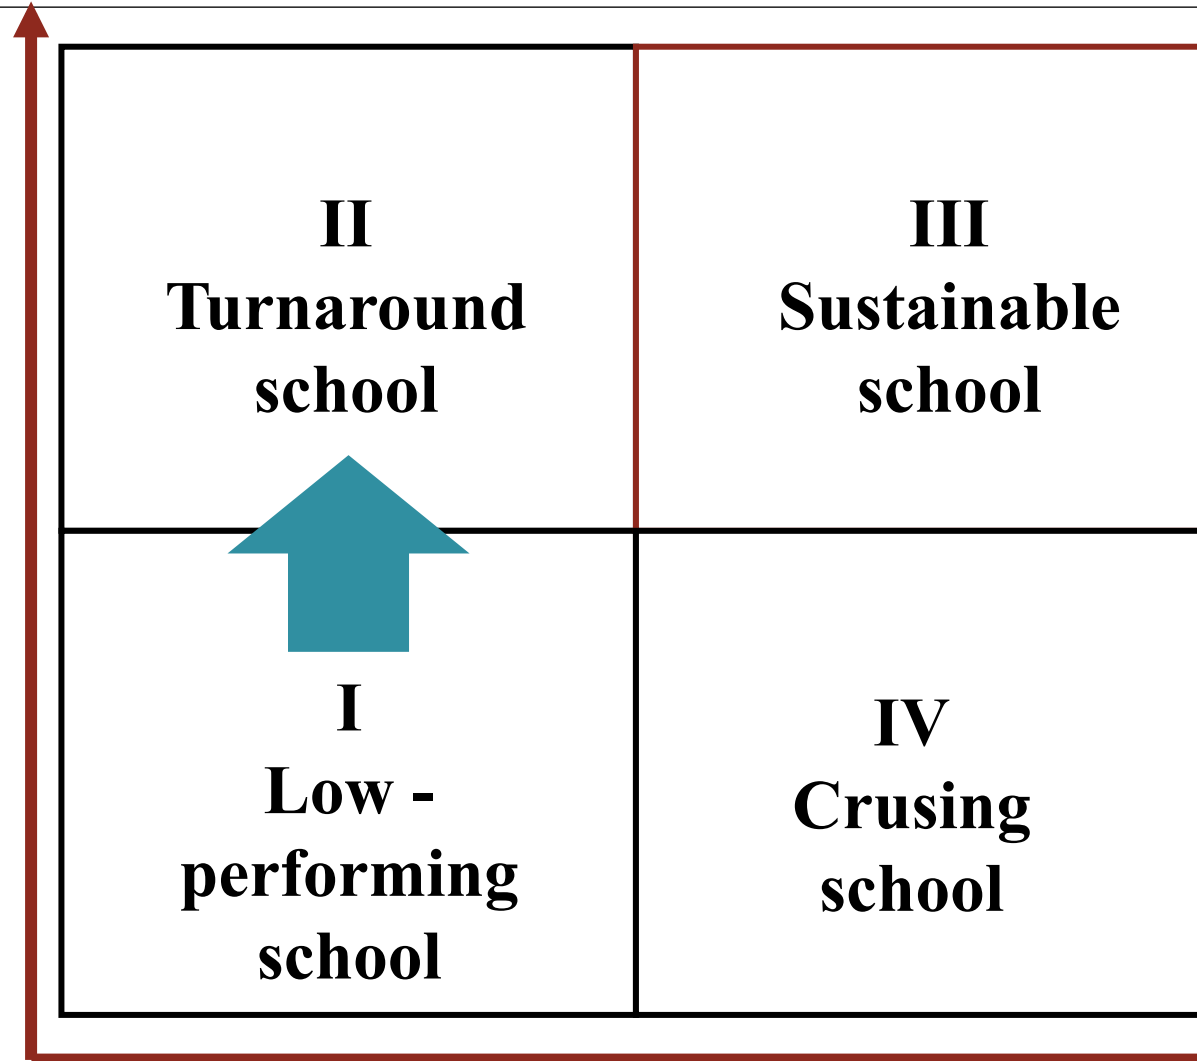 II
Turnaround
school
III
Sustainable
school
I
Low -
performing
school
IV
Crusing
school